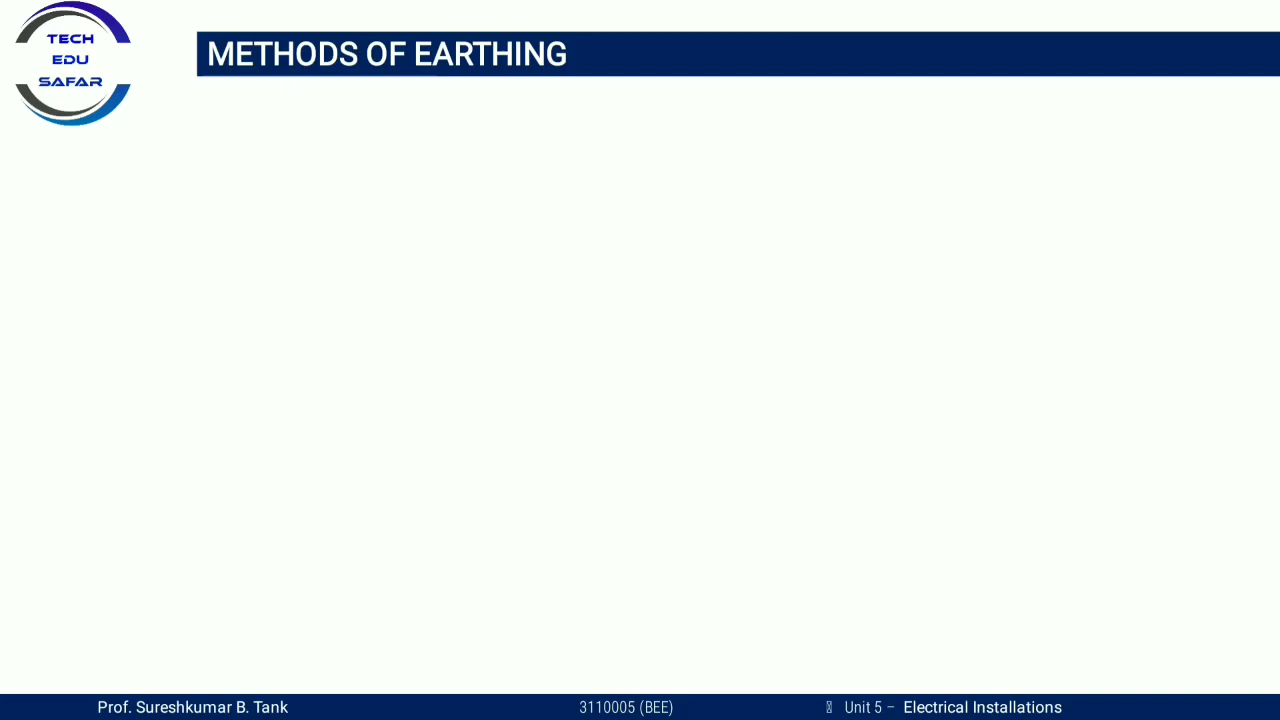 TECH
EDU
SAFAR
METHODS OF EARTHING
Prof. Sureshkumar B. Tank
3110005 (BEE)
Unit 5 – Electrical Installations